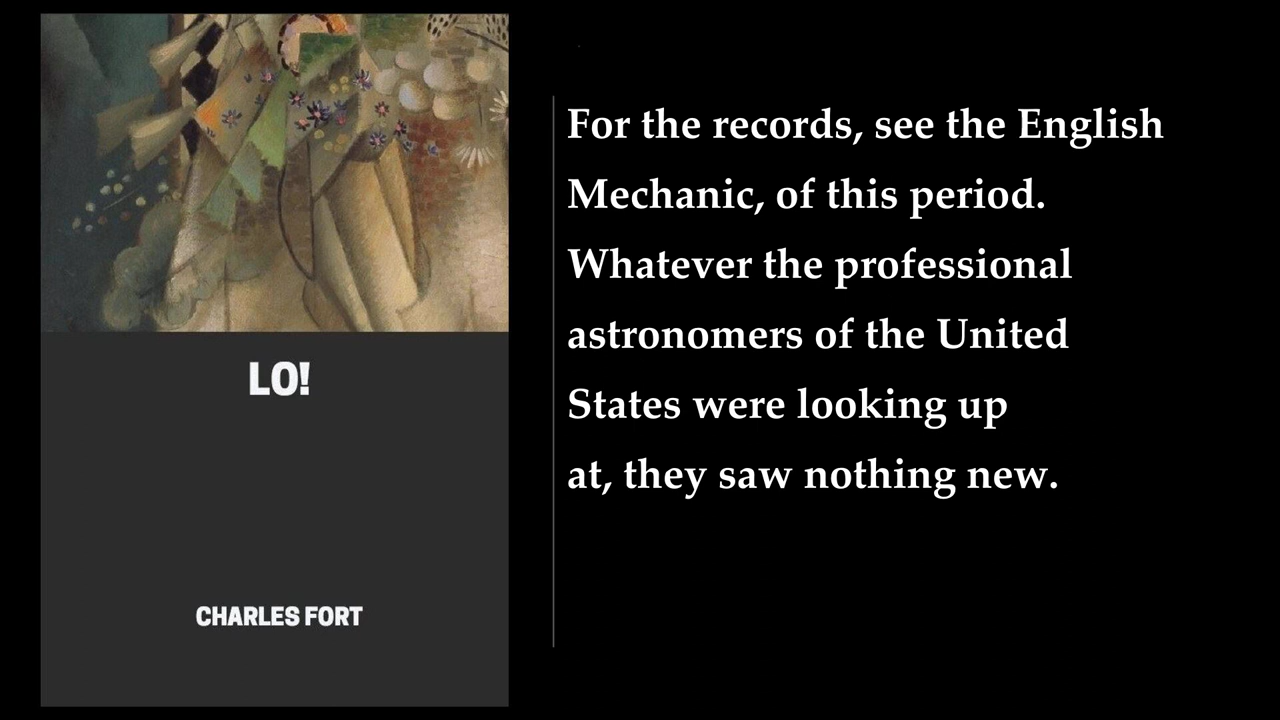 LO!
CHARLES FORT
For the records, see the English
Mechanic, of this period.
Whatever the professional
astronomers of the United
States were looking up
at, they saw nothing new.